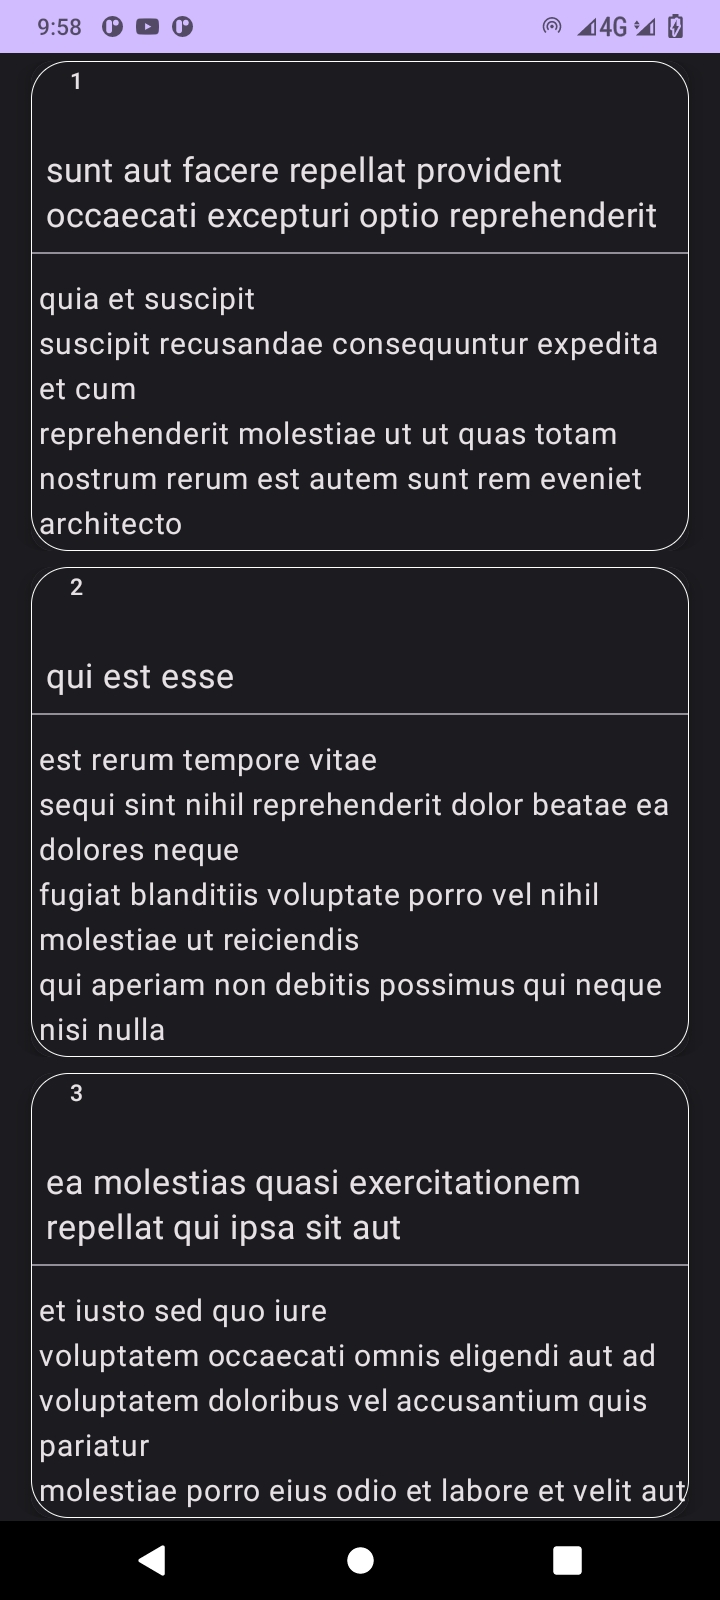 9:58
4G
1
sunt aut facere repellat provident
occaecati excepturi optio reprehenderit
quia et suscipit
suscipit recusandae consequuntur expedita
et cum
reprehenderit molestiae ut ut quas totam
nostrum rerum est autem sunt rem eveniet
architecto
2
qui est esse
est rerum tempore vitae
sequi sint nihil reprehenderit dolor beatae ea
dolores neque
fugiat blanditiis voluptate porro vel nihil
molestiae ut reiciendis
qui aperiam non debitis possimus qui neque
nisi nulla
3
ea molestias quasi exercitationem
repellat qui ipsa sit aut
et iusto sed quo iure
voluptatem occaecati omnis eligendi aut ad
voluptatem doloribus vel accusantium quis
pariatur
molestiae porro eius odio et labore et velit aut